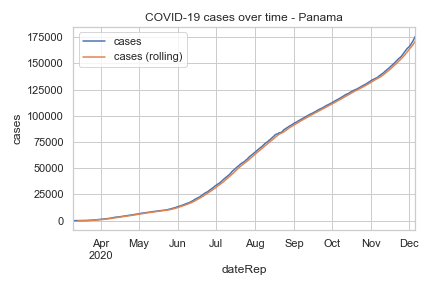 COVID-19 cases over time - Panama
cases
cases (rolling)
175000
150000
125000
100000
75000
50000
25000
0
cases
Apr
2020
May
Jun
Jul
Aug
Sep
Oct
Nov
Dec
dateRep